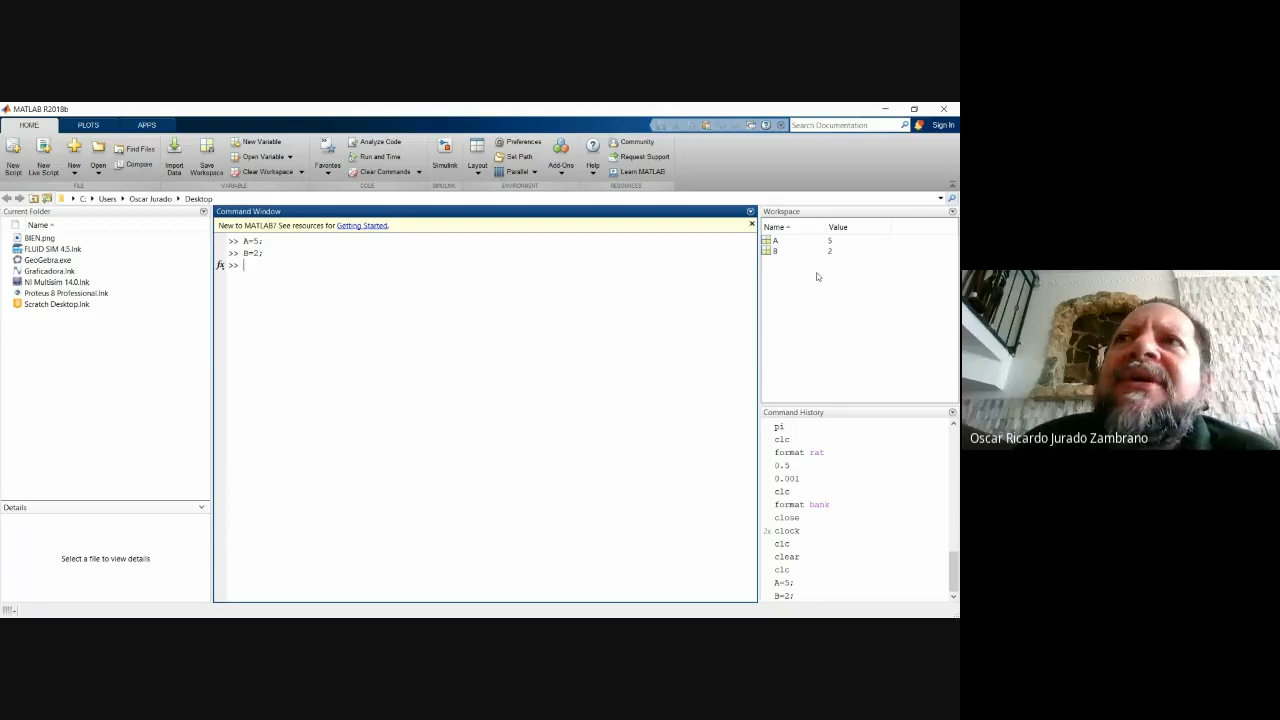 MATLAB R2018b
HOME PLOTS APPS
Search Documentation
Sign In
New Script
New Live Script
New
Open
Find Files
Compare
Import Data
Save Workspace
New Variable
Open Variable
Clear Workspace
Favorites
Analyze Code
Run and Time
Clear Commands
Simulink
Layout
Preferences
Set Path
Parallel
Add-Ons
Help
Community
Request Support
Learn MATLAB
FILE VARIABLE CODE SIMULINK ENVIRONMENT RESOURCES
C: Users Oscar Jurado Desktop
Current Folder
Name
BIEN.png
FLUID SIM 4.5.lnk
GeoGebra.exe
Graficadora.lnk
NI Multisim 14.0.lnk
Proteus 8 Professional.lnk
Scratch Desktop.lnk
Details
Select a file to view details
Command Window
New to MATLAB? See resources for Getting Started.
>> A=5;
>> B=2;
fx >>
Workspace
Name Value
A 5
B 2
Command History
pi
clc
format rat
0.5
0.001
clc
format bank
close
2x clock
clc
clear
clc
A=5;
B=2;
Oscar Ricardo Jurado Zambrano